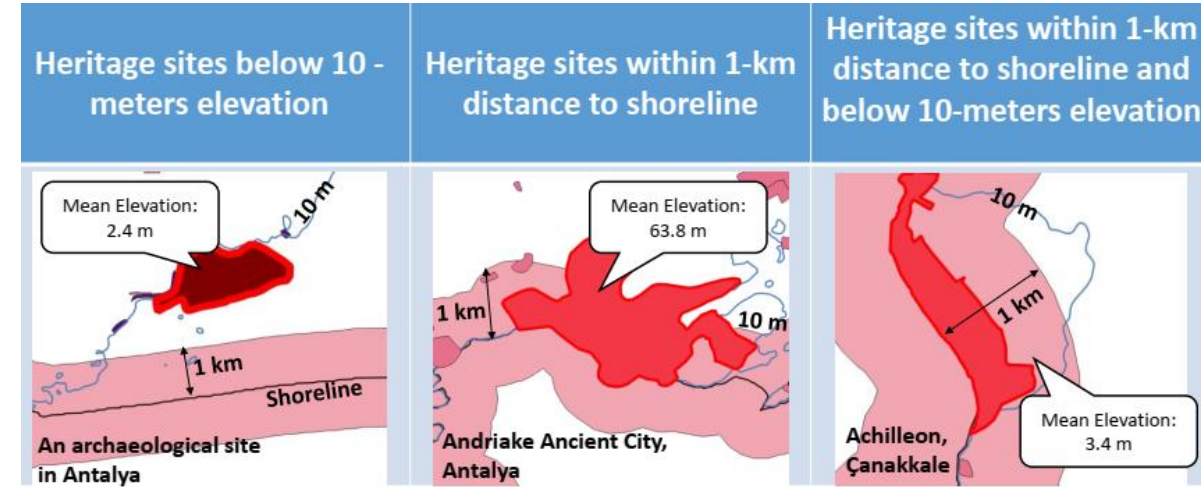 Heritage sites below 10 -
meters elevation
Heritage sites within 1-km
distance to shoreline
Heritage sites within 1-km
distance to shoreline and
below 10-meters elevation
Mean Elevation:
2.4 m
10 m
1 km
Shoreline
An archaeological site
in Antalya
Mean Elevation:
63.8 m
1 km
10 m
Andriake Ancient City,
Antalya
10 m
1 km
Mean Elevation:
3.4 m
Achilleon,
Çanakkale